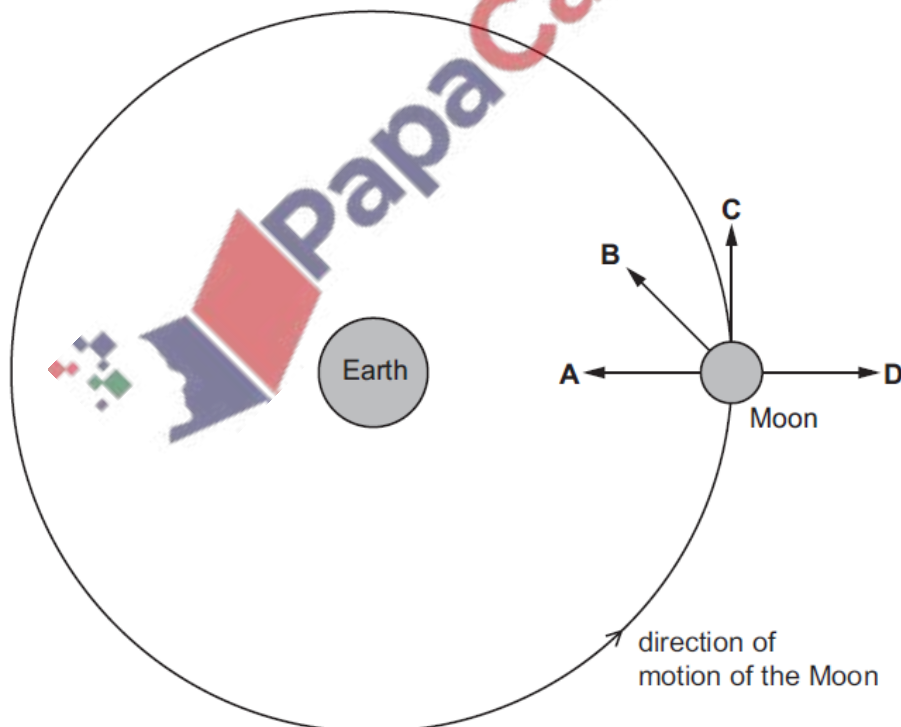 PapaCa
C
B
Earth
A
D
Moon
direction of
motion of the Moon